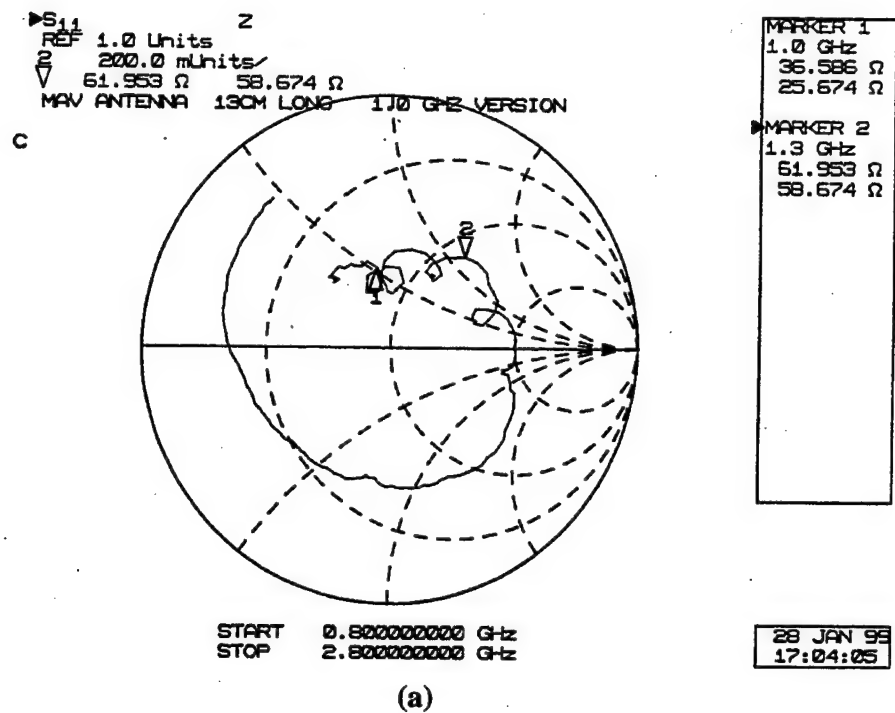 ▶S11 Z
REF 1.0 Units
2 200.0 mUnits/
▽ 61.953 Ω 58.674 Ω
MAV ANTENNA 13CM LONG 1J0 GHZ VERSION
C
MARKER 1
1.0 GHz
36.586 Ω
25.674 Ω
▶MARKER 2
1.3 GHz
61.953 Ω
58.674 Ω
2
1
START 0.800000000 GHz
STOP 2.800000000 GHz
28 JAN 99
17:04:05
(a)